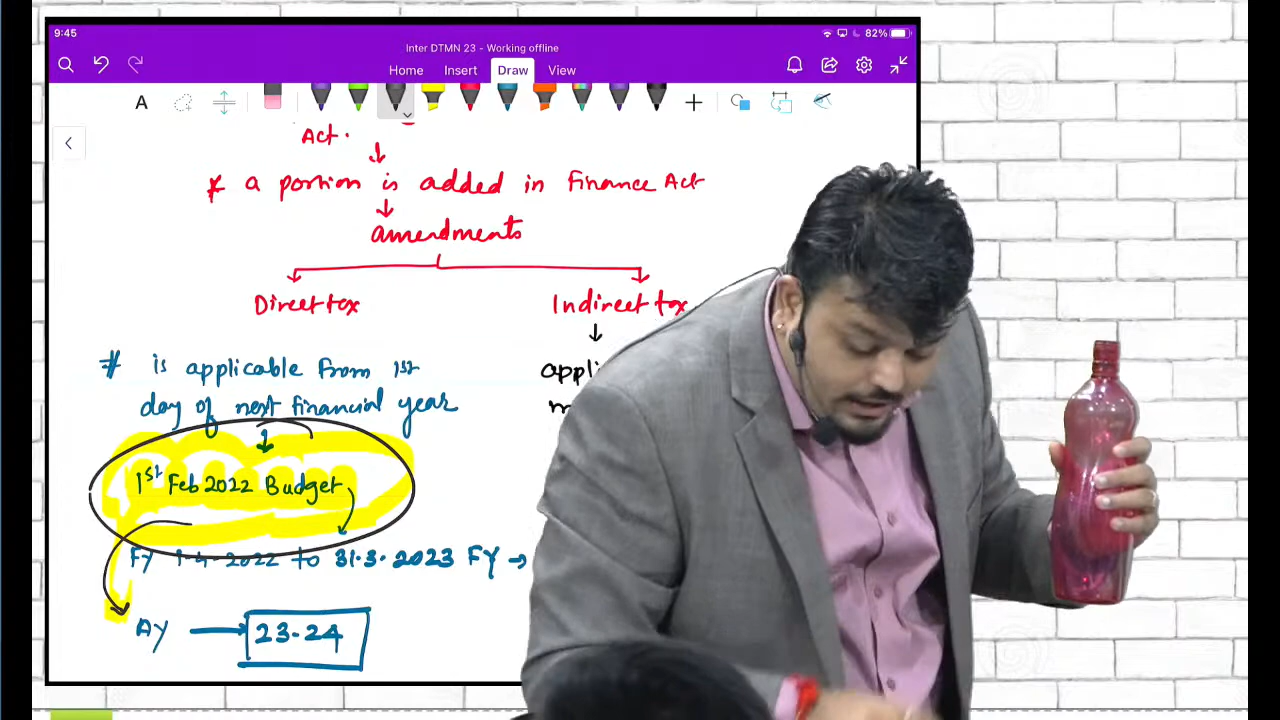 9:45
82%
Inter DTMN 23 - Working offline
Home Insert Draw View
A
Act.
* a portion is added in Finance Act
amendments
Direct tax Indirect tax
# is applicable from 1st
day of next financial year
1st Feb 2022 Budget
FY 1-4-2022 to 31.3.2023 FY →
AY → 23.24